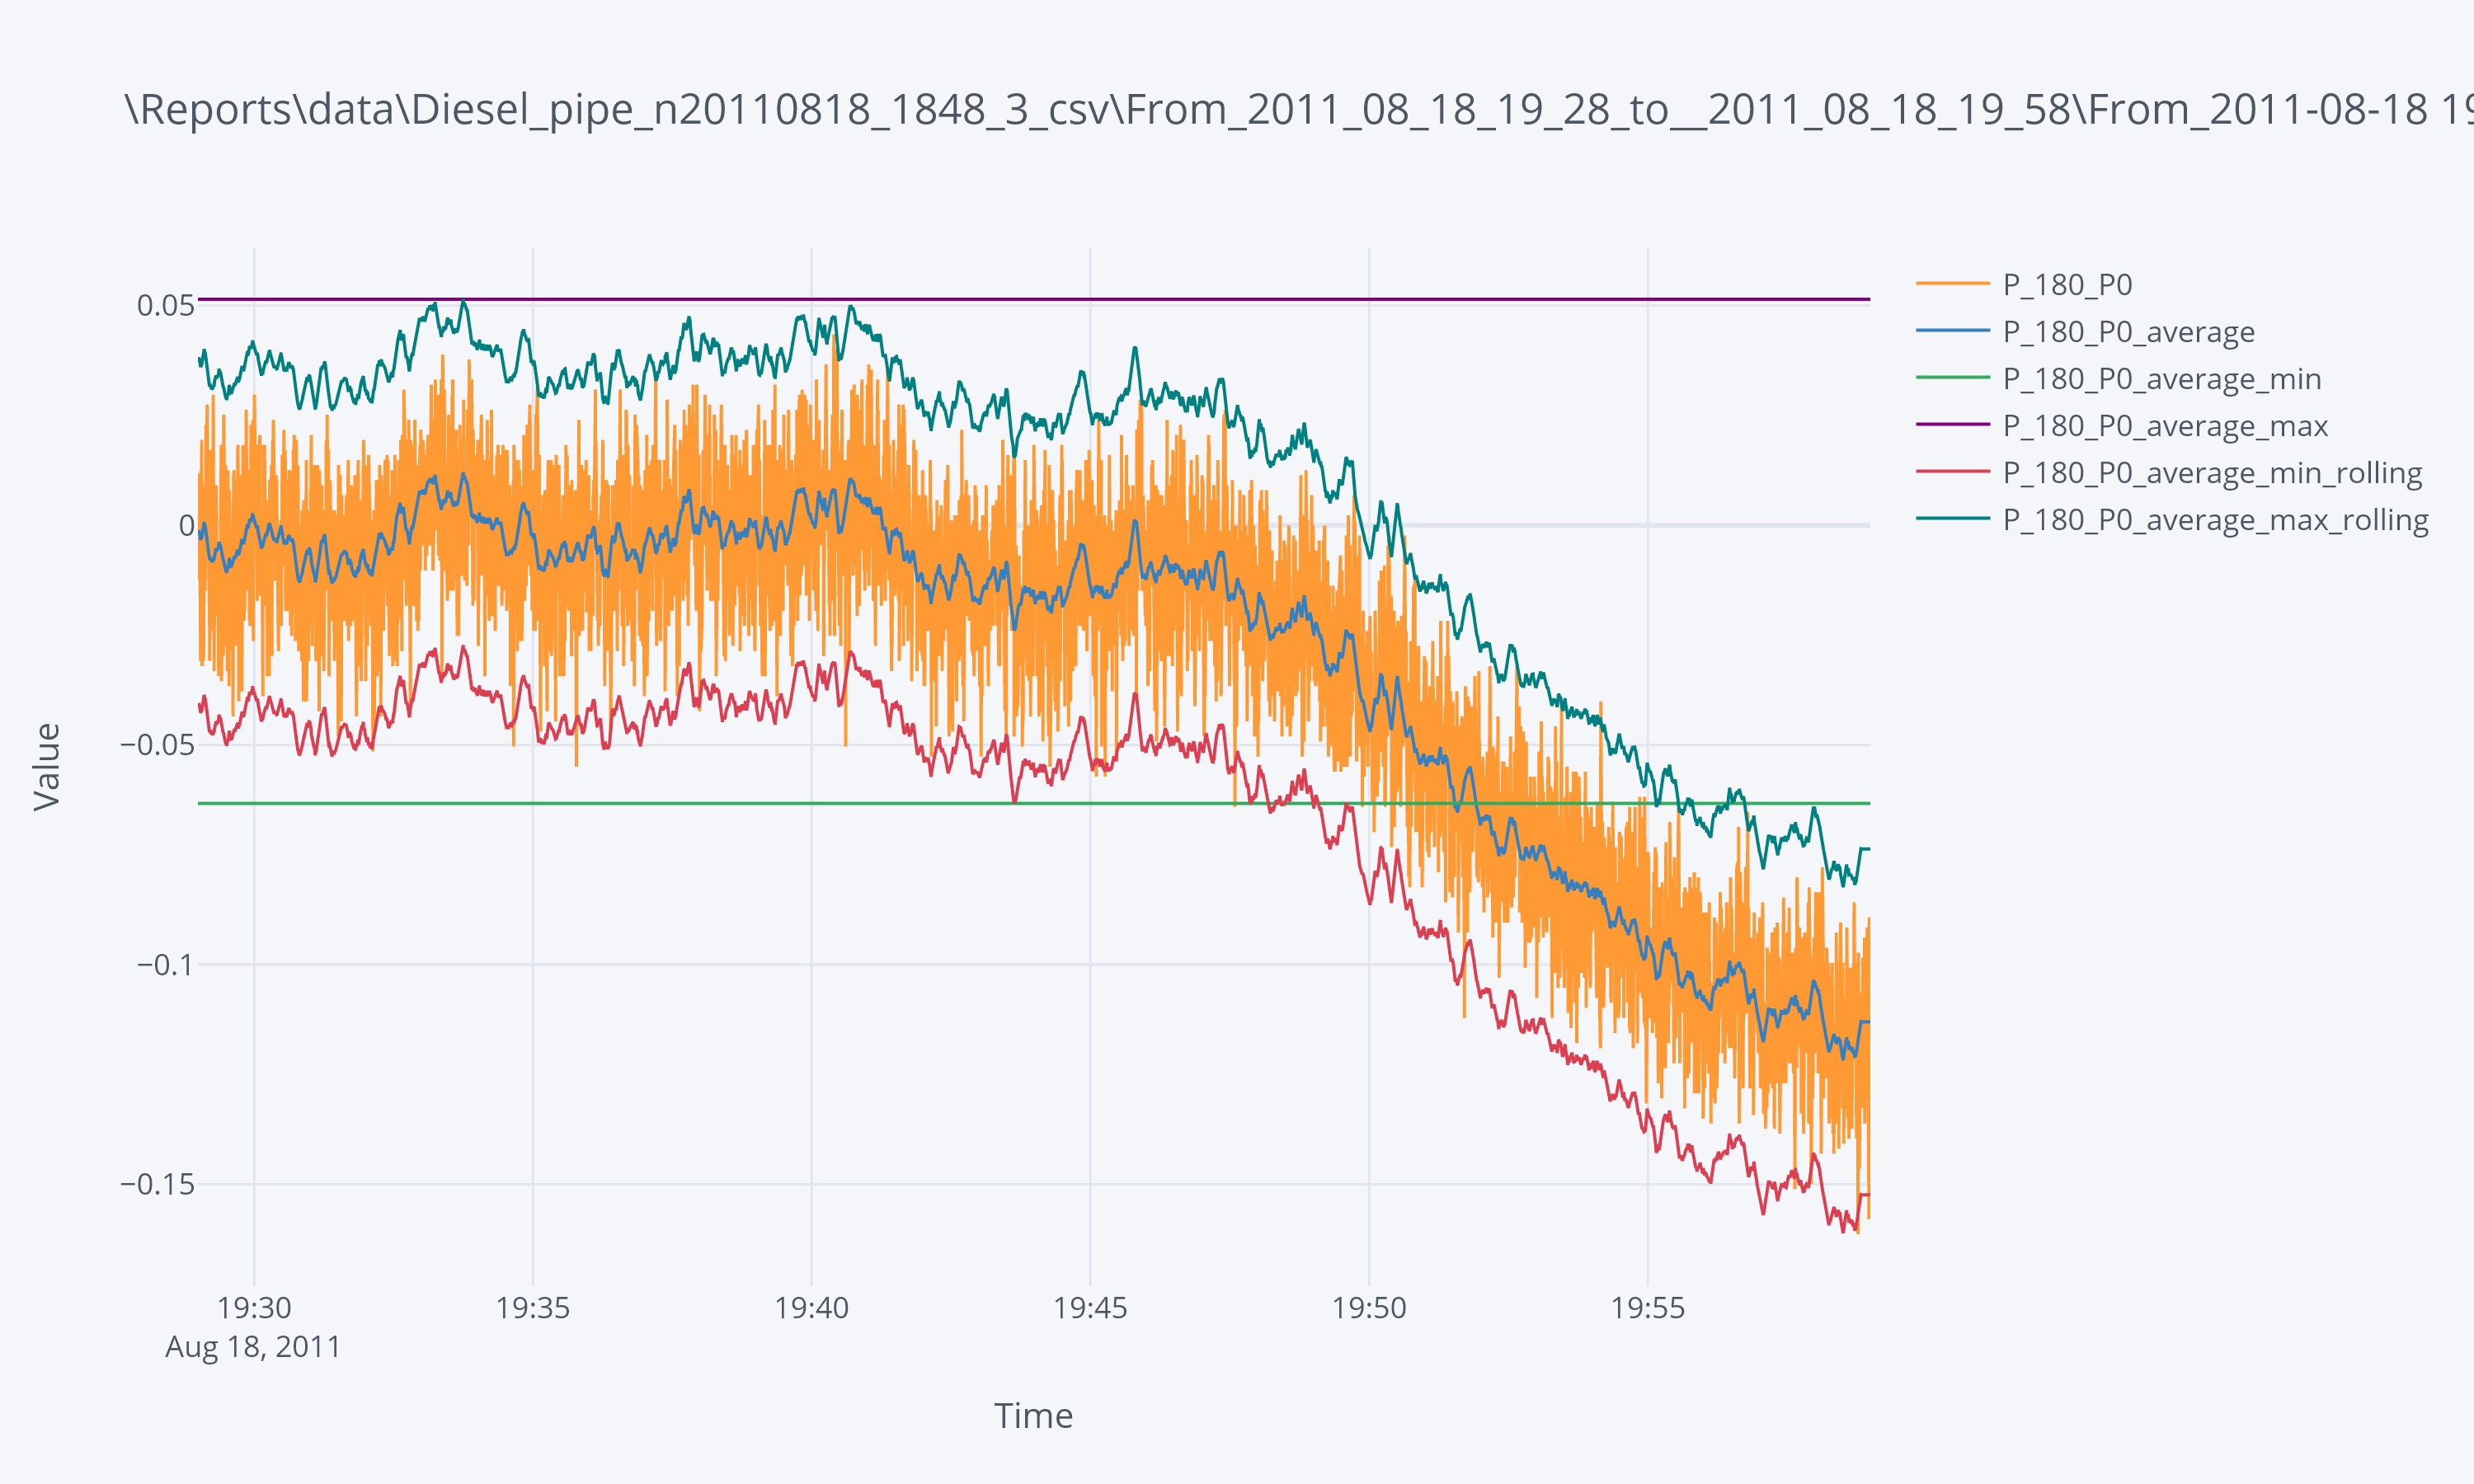 \Reports\data\Diesel_pipe_n20110818_1848_3_csv\From_2011_08_18_19_28_to__2011_08_18_19_58\From_2011-08-18 19
P_180_P0
P_180_P0_average
P_180_P0_average_min
P_180_P0_average_max
P_180_P0_average_min_rolling
P_180_P0_average_max_rolling
Value
0.05
0
−0.05
−0.1
−0.15
19:30 19:35 19:40 19:45 19:50 19:55
Aug 18, 2011
Time